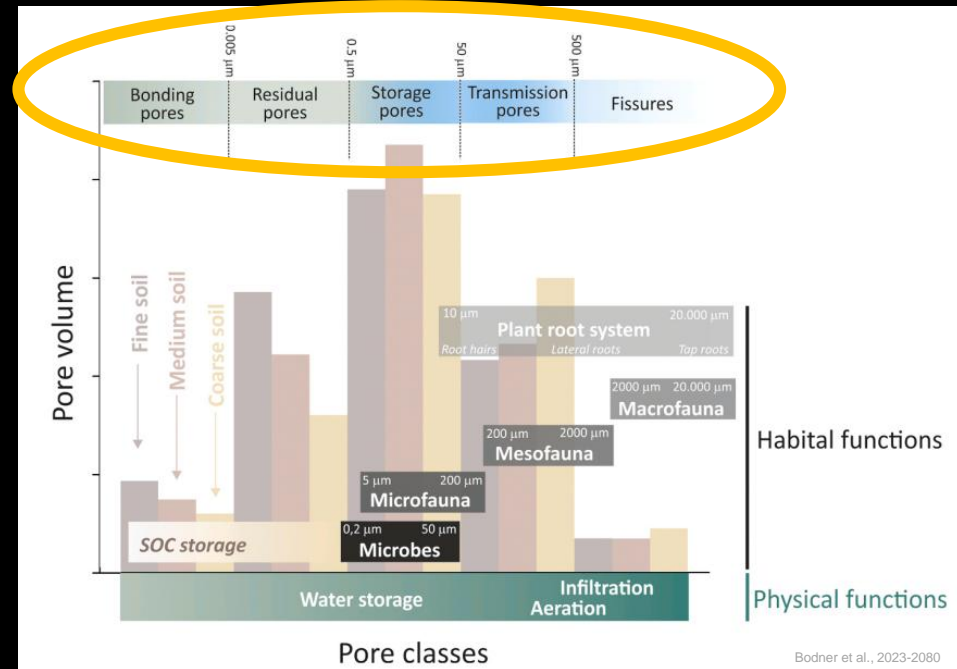 0.005 µm
0.5 µm
50 µm
500 µm
Bonding
pores
Residual
pores
Storage
pores
Transmission
pores
Fissures
Pore volume
Fine soil
Medium soil
Coarse soil
10 µm
20.000 µm
Plant root system
Root hairs
Lateral roots
Tap roots
2000 µm
20.000 µm
Macrofauna
200 µm
2000 µm
Mesofauna
5 µm
200 µm
Microfauna
0,2 µm
50 µm
Microbes
SOC storage
Habital functions
Water storage
Infiltration
Aeration
Physical functions
Pore classes
Bodner et al., 2023-2080